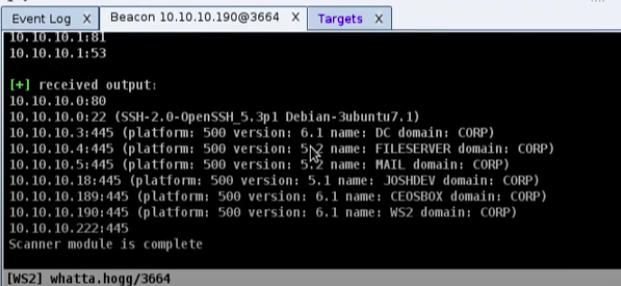 Event Log X Beacon 10.10.10.190@3664 X Targets X
10.10.10.1:81
10.10.10.1:53
[+] received output:
10.10.10.0:80
10.10.10.0:22 (SSH-2.0-OpenSSH_5.3p1 Debian-3ubuntu7.1)
10.10.10.3:445 (platform: 500 version: 6.1 name: DC domain: CORP)
10.10.10.4:445 (platform: 500 version: 5.2 name: FILESERVER domain: CORP)
10.10.10.5:445 (platform: 500 version: 5.2 name: MAIL domain: CORP)
10.10.10.18:445 (platform: 500 version: 5.1 name: JOSHDEV domain: CORP)
10.10.10.189:445 (platform: 500 version: 6.1 name: CEOSBOX domain: CORP)
10.10.10.190:445 (platform: 500 version: 6.1 name: WS2 domain: CORP)
10.10.10.222:445
Scanner module is complete
[WS2] whatta.hogg/3664